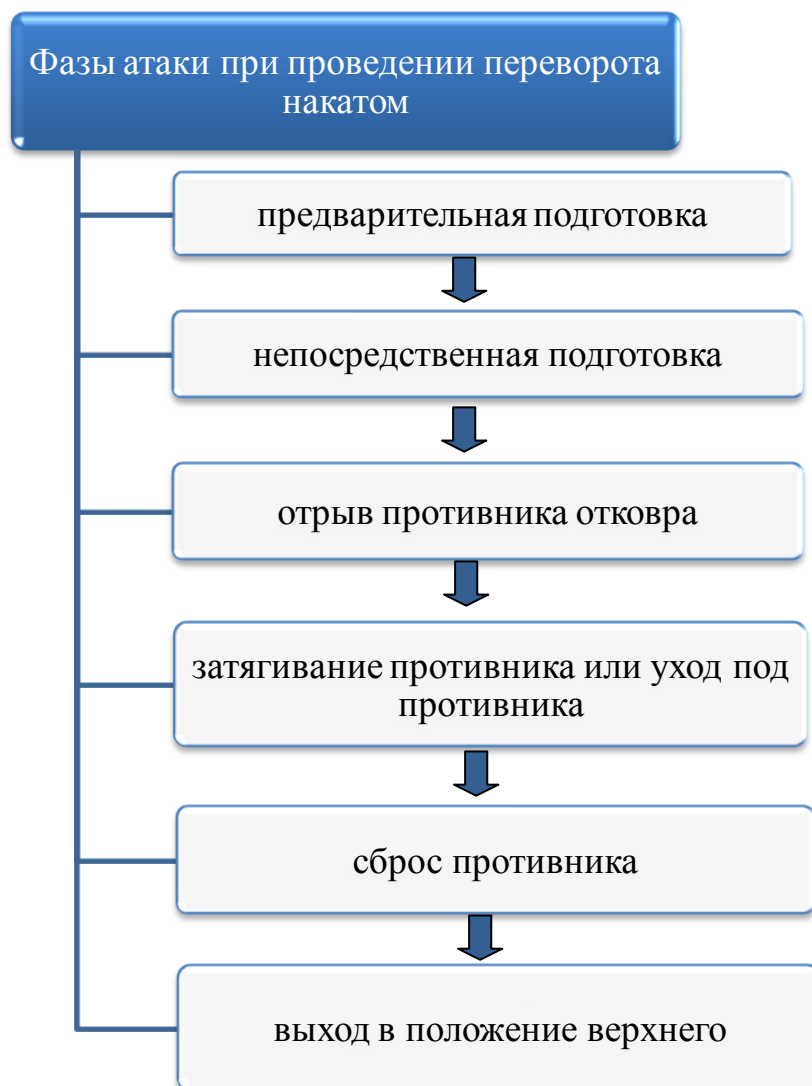 Фазы атаки при проведении переворота
накатом
предварительная подготовка
непосредственная подготовка
отрыв противника отковра
затягивание противника или уход под
противника
сброс противника
выход в положение верхнего